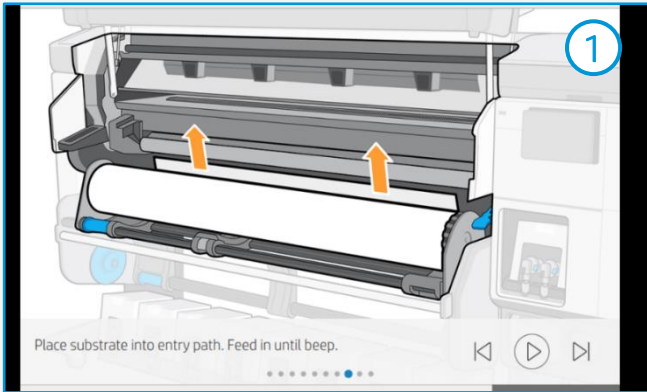 1
Place substrate into entry path. Feed in until beep.